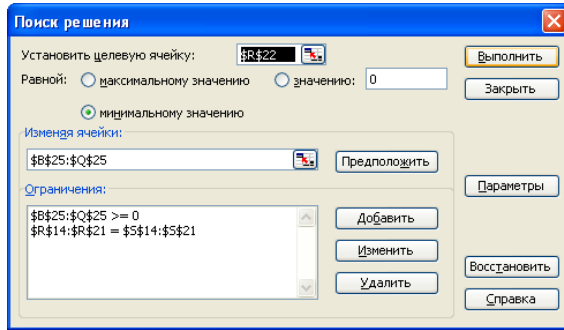 Поиск решения
Установить целевую ячейку: $R$22 Выполнить
Равной: максимальному значению значению: 0 Закрыть
минимальному значению
Изменяя ячейки:
$B$25:$Q$25 Предположить
Ограничения: Параметры
$B$25:$Q$25 >= 0 Добавить
$R$14:$R$21 = $S$14:$S$21
Изменить
Восстановить
Удалить
Справка